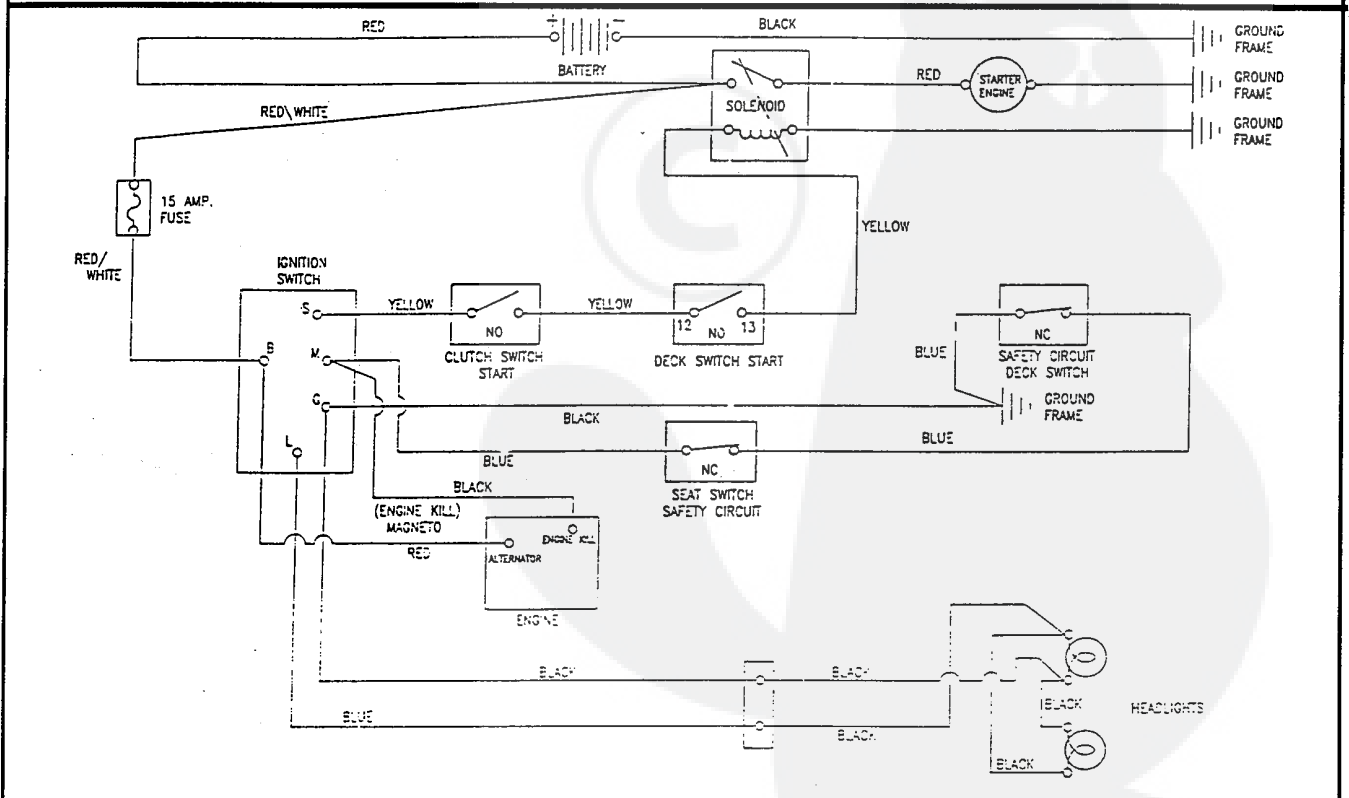 RED
+
-
BLACK
GROUND
FRAME
BATTERY
RED
STARTER
ENGINE
GROUND
FRAME
RED\WHITE
SOLENOID
GROUND
FRAME
15 AMP.
FUSE
YELLOW
RED/
WHITE
IGNITION
SWITCH
S
YELLOW
NO
CLUTCH SWITCH
START
YELLOW
12
NO
13
DECK SWITCH START
NC
SAFETY CIRCUIT
DECK SWITCH
B
M
BLUE
G
BLACK
GROUND
FRAME
L
BLUE
NC
SEAT SWITCH
SAFETY CIRCUIT
BLUE
BLACK
(ENGINE KILL)
MAGNETO
RED
ENGINE KILL
ALTERNATOR
ENGINE
BLACK
BLACK
BLACK
HEADLIGHTS
BLUE
BLACK
BLACK
©